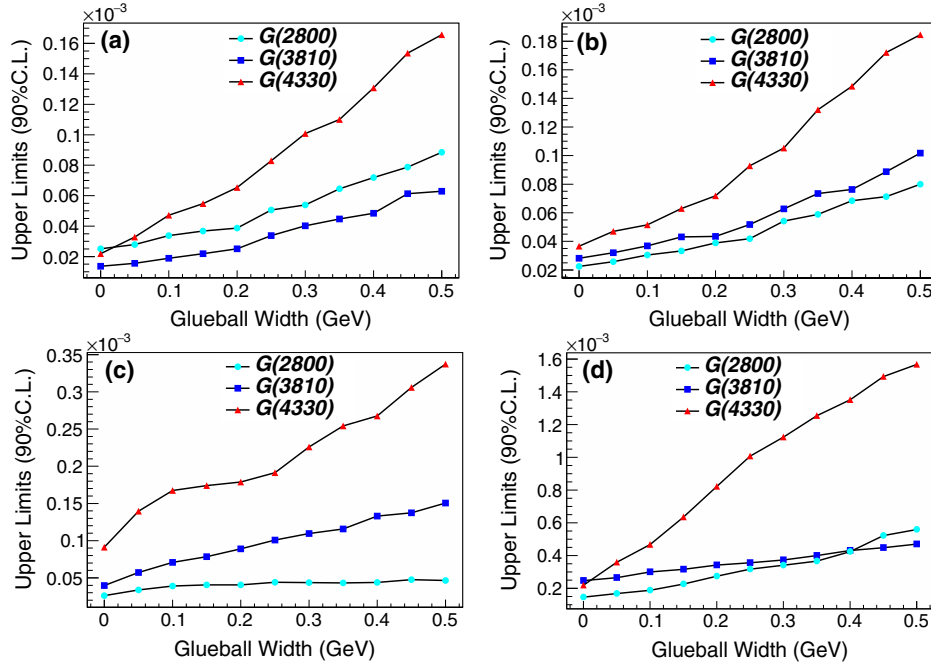 ×10⁻³
(a)
G(2800)
G(3810)
G(4330)
Upper Limits (90%C.L.)
0.16
0.14
0.12
0.1
0.08
0.06
0.04
0.02
0 0.1 0.2 0.3 0.4 0.5
Glueball Width (GeV)
×10⁻³
(b)
G(2800)
G(3810)
G(4330)
Upper Limits (90%C.L.)
0.18
0.16
0.14
0.12
0.1
0.08
0.06
0.04
0.02
0 0.1 0.2 0.3 0.4 0.5
Glueball Width (GeV)
×10⁻³
(c)
G(2800)
G(3810)
G(4330)
Upper Limits (90%C.L.)
0.35
0.3
0.25
0.2
0.15
0.1
0.05
0 0.1 0.2 0.3 0.4 0.5
Glueball Width (GeV)
×10⁻³
(d)
G(2800)
G(3810)
G(4330)
Upper Limits (90%C.L.)
1.6
1.4
1.2
1
0.8
0.6
0.4
0.2
0 0.1 0.2 0.3 0.4 0.5
Glueball Width (GeV)